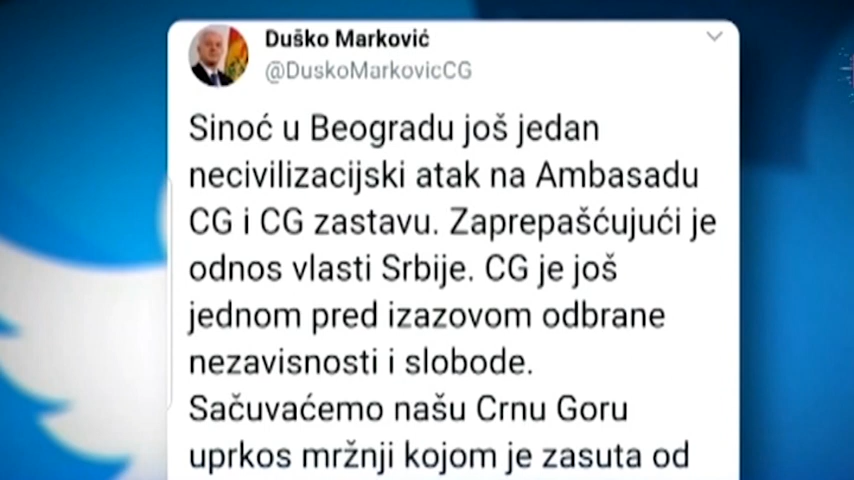 Duško Marković
@DuskoMarkovicCG
Sinoć u Beogradu još jedan
necivilizacijski atak na Ambasadu
CG i CG zastavu. Zaprepašćujući je
odnos vlasti Srbije. CG je još
jednom pred izazovom odbrane
nezavisnosti i slobode.
Sačuvaćemo našu Crnu Goru
uprkos mržnji kojom je zasuta od